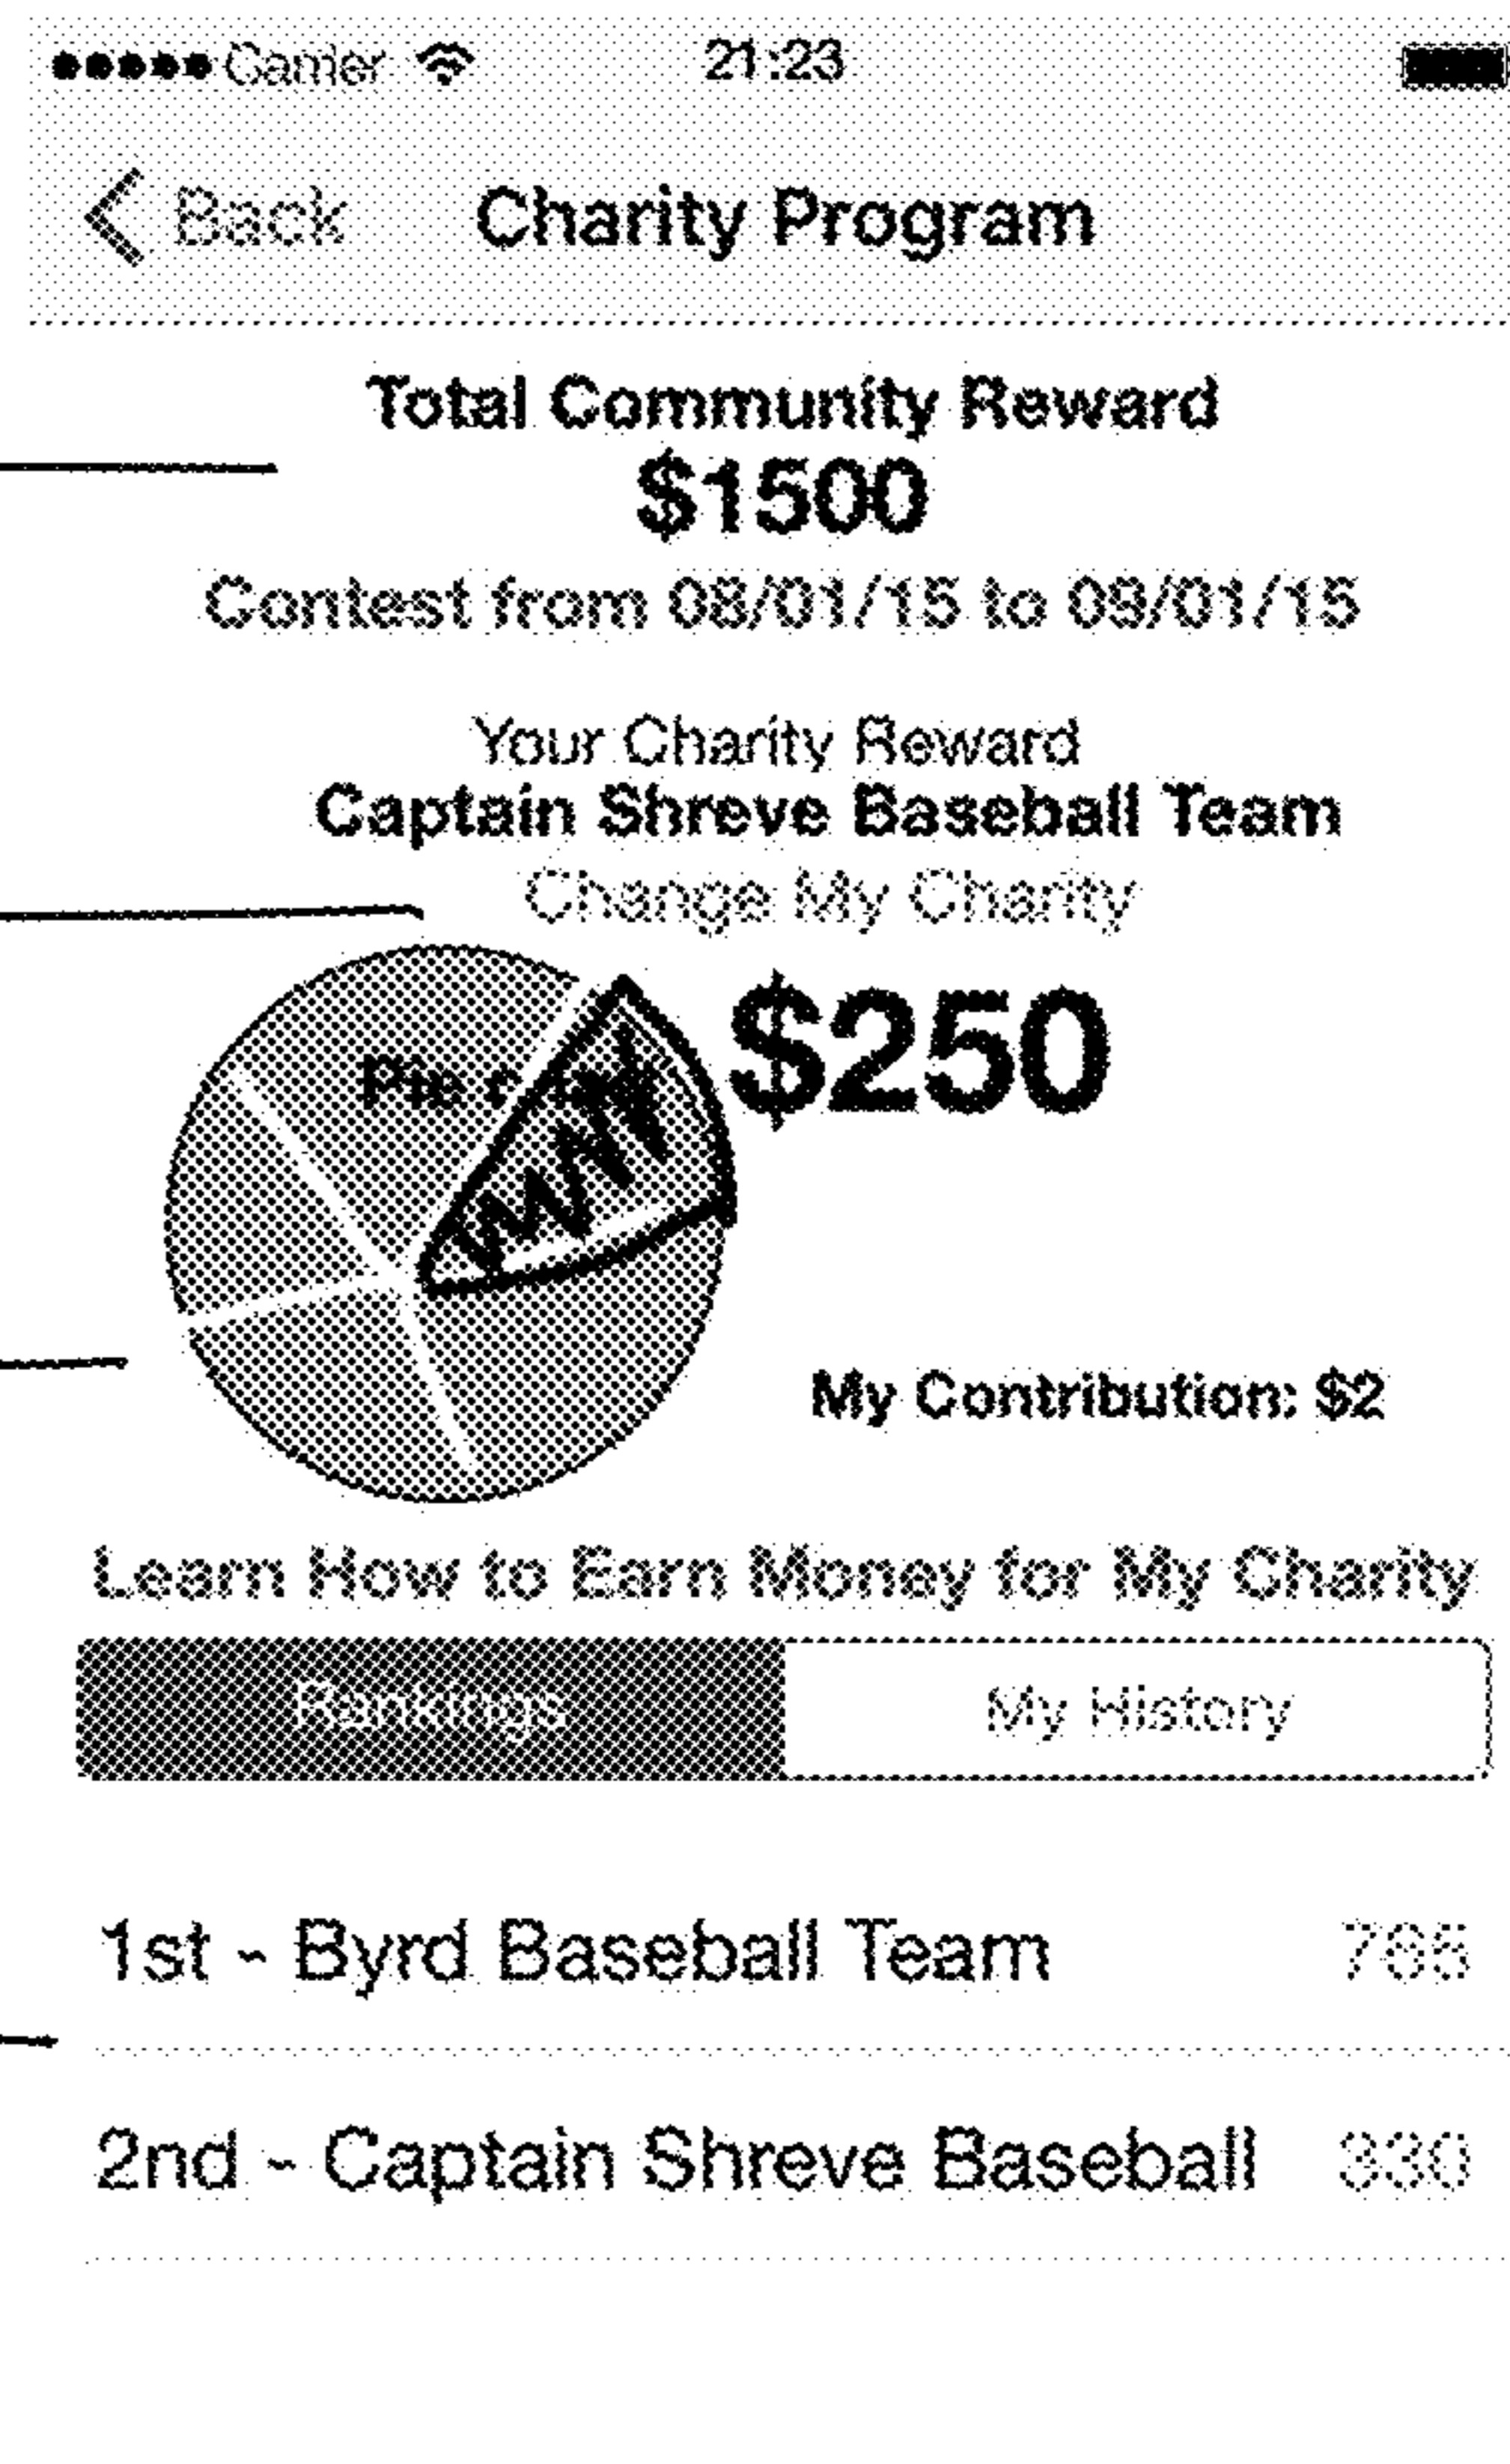 Carrier 21:23
Back Charity Program
Total Community Reward
$1500
Contest from 08/01/15 to 09/01/15
Your Charity Reward
Captain Shreve Baseball Team
Change My Charity
Pie chart
$250
My Contribution: $2
Learn How to Earn Money for My Charity
Rankings My History
1st - Byrd Baseball Team 765
2nd - Captain Shreve Baseball 330